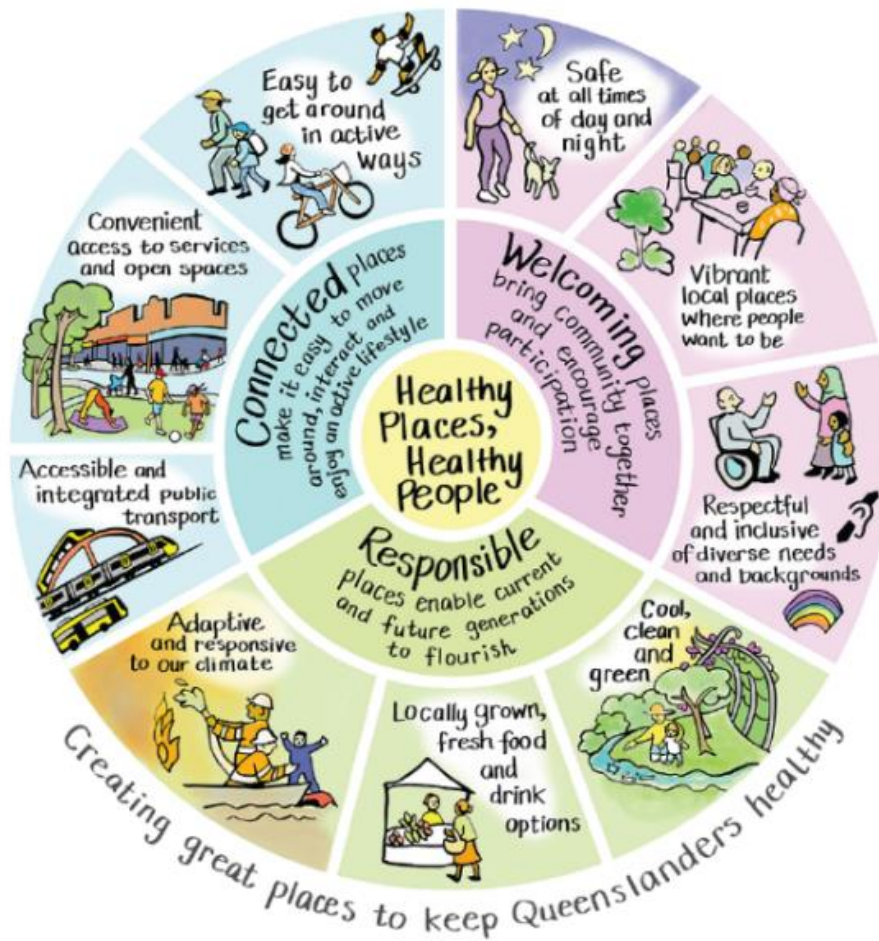 Healthy
Places,
Healthy
People
Welcoming places
bring community together
and encourage
participation
Safe
at all times
of day and
night
Vibrant
local places
where people
want to be
Respectful
and inclusive
of diverse needs
and backgrounds
Responsible
places enable current
and future generations
to flourish
Cool,
clean
and
green
Locally grown,
fresh food
and
drink
options
Adaptive
and responsive
to our climate
Connected places
make it easy to move
around, interact and
enjoy an active lifestyle
Accessible and
integrated public
transport
Convenient
access to services
and open spaces
Easy to
get around
in active
ways
Creating great places to keep Queenslanders healthy